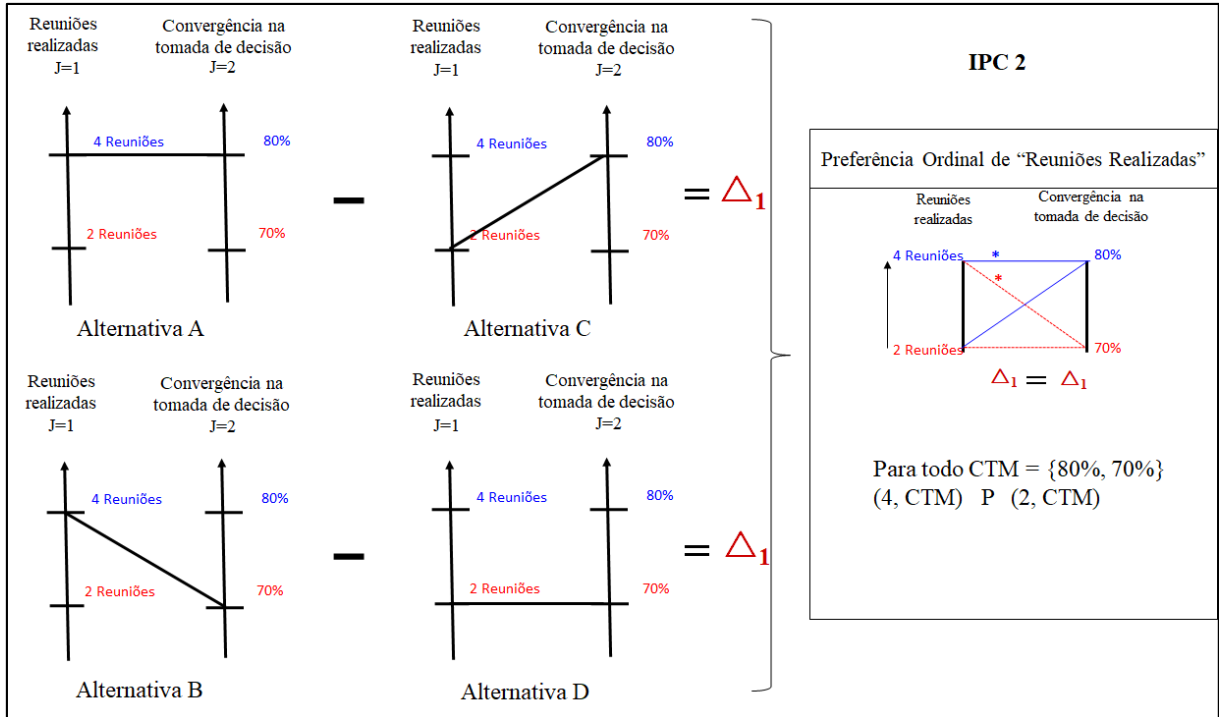 Reuniões
realizadas
J=1
Convergência na
tomada de decisão
J=2
4 Reuniões
80%
2 Reuniões
70%
Alternativa A
Reuniões
realizadas
J=1
Convergência na
tomada de decisão
J=2
4 Reuniões
80%
2 Reuniões
70%
= △1
Alternativa C
Reuniões
realizadas
J=1
Convergência na
tomada de decisão
J=2
4 Reuniões
80%
2 Reuniões
70%
Alternativa B
Reuniões
realizadas
J=1
Convergência na
tomada de decisão
J=2
4 Reuniões
80%
2 Reuniões
70%
= △1
Alternativa D
IPC 2
Preferência Ordinal de “Reuniões Realizadas”
Reuniões
realizadas
Convergência na
tomada de decisão
4 Reuniões
*
80%
*
2 Reuniões
70%
△1 = △1
Para todo CTM = {80%, 70%}
(4, CTM) P (2, CTM)